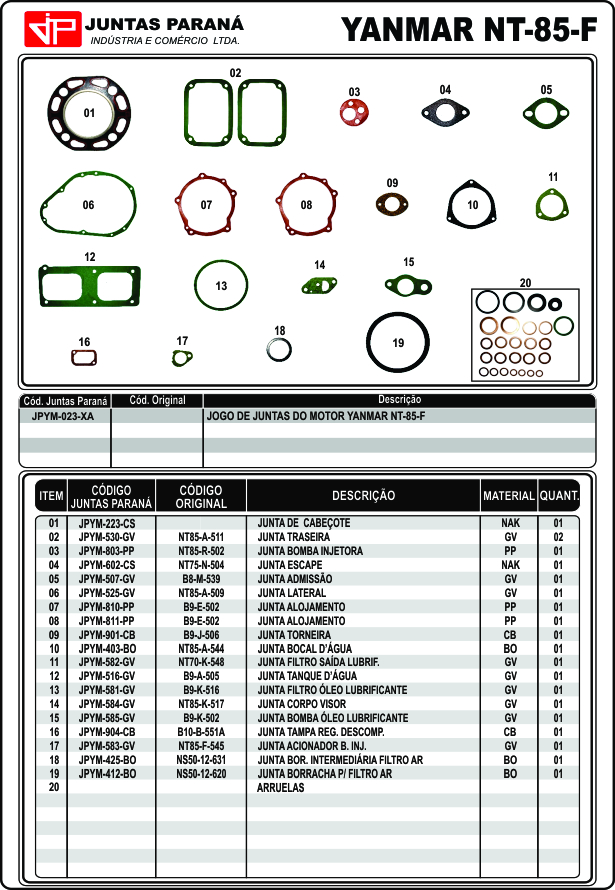 JP
JUNTAS PARANÁ
INDÚSTRIA E COMÉRCIO LTDA.
YANMAR NT-85-F
01
02
03
04
05
06
07
08
09
10
11
12
13
14
15
16
17
18
19
20
Cód. Juntas Paraná Cód. Original Descrição
JPYM-023-XA JOGO DE JUNTAS DO MOTOR YANMAR NT-85-F
ITEM CÓDIGO JUNTAS PARANÁ CÓDIGO ORIGINAL DESCRIÇÃO MATERIAL QUANT.
01 JPYM-223-CS JUNTA DE CABEÇOTE NAK 01
02 JPYM-530-GV NT85-A-511 JUNTA TRASEIRA GV 02
03 JPYM-803-PP NT85-R-502 JUNTA BOMBA INJETORA PP 01
04 JPYM-602-CS NT75-N-504 JUNTA ESCAPE NAK 01
05 JPYM-507-GV B8-M-539 JUNTA ADMISSÃO GV 01
06 JPYM-525-GV NT85-A-509 JUNTA LATERAL GV 01
07 JPYM-810-PP B9-E-502 JUNTA ALOJAMENTO PP 01
08 JPYM-811-PP B9-E-502 JUNTA ALOJAMENTO PP 01
09 JPYM-901-CB B9-J-506 JUNTA TORNEIRA CB 01
10 JPYM-403-BO NT85-A-544 JUNTA BOCAL D'ÁGUA BO 01
11 JPYM-582-GV NT70-K-548 JUNTA FILTRO SAÍDA LUBRIF. GV 01
12 JPYM-516-GV B9-A-505 JUNTA TANQUE D'ÁGUA GV 01
13 JPYM-581-GV B9-K-516 JUNTA FILTRO ÓLEO LUBRIFICANTE GV 01
14 JPYM-584-GV NT85-K-517 JUNTA CORPO VISOR GV 01
15 JPYM-585-GV B9-K-502 JUNTA BOMBA ÓLEO LUBRIFICANTE GV 01
16 JPYM-904-CB B10-B-551A JUNTA TAMPA REG. DESCOMP. CB 01
17 JPYM-583-GV NT85-F-545 JUNTA ACIONADOR B. INJ. GV 01
18 JPYM-425-BO NS50-12-631 JUNTA BOR. INTERMEDIÁRIA FILTRO AR BO 01
19 JPYM-412-BO NS50-12-620 JUNTA BORRACHA P/ FILTRO AR BO 01
20 ARRUELAS